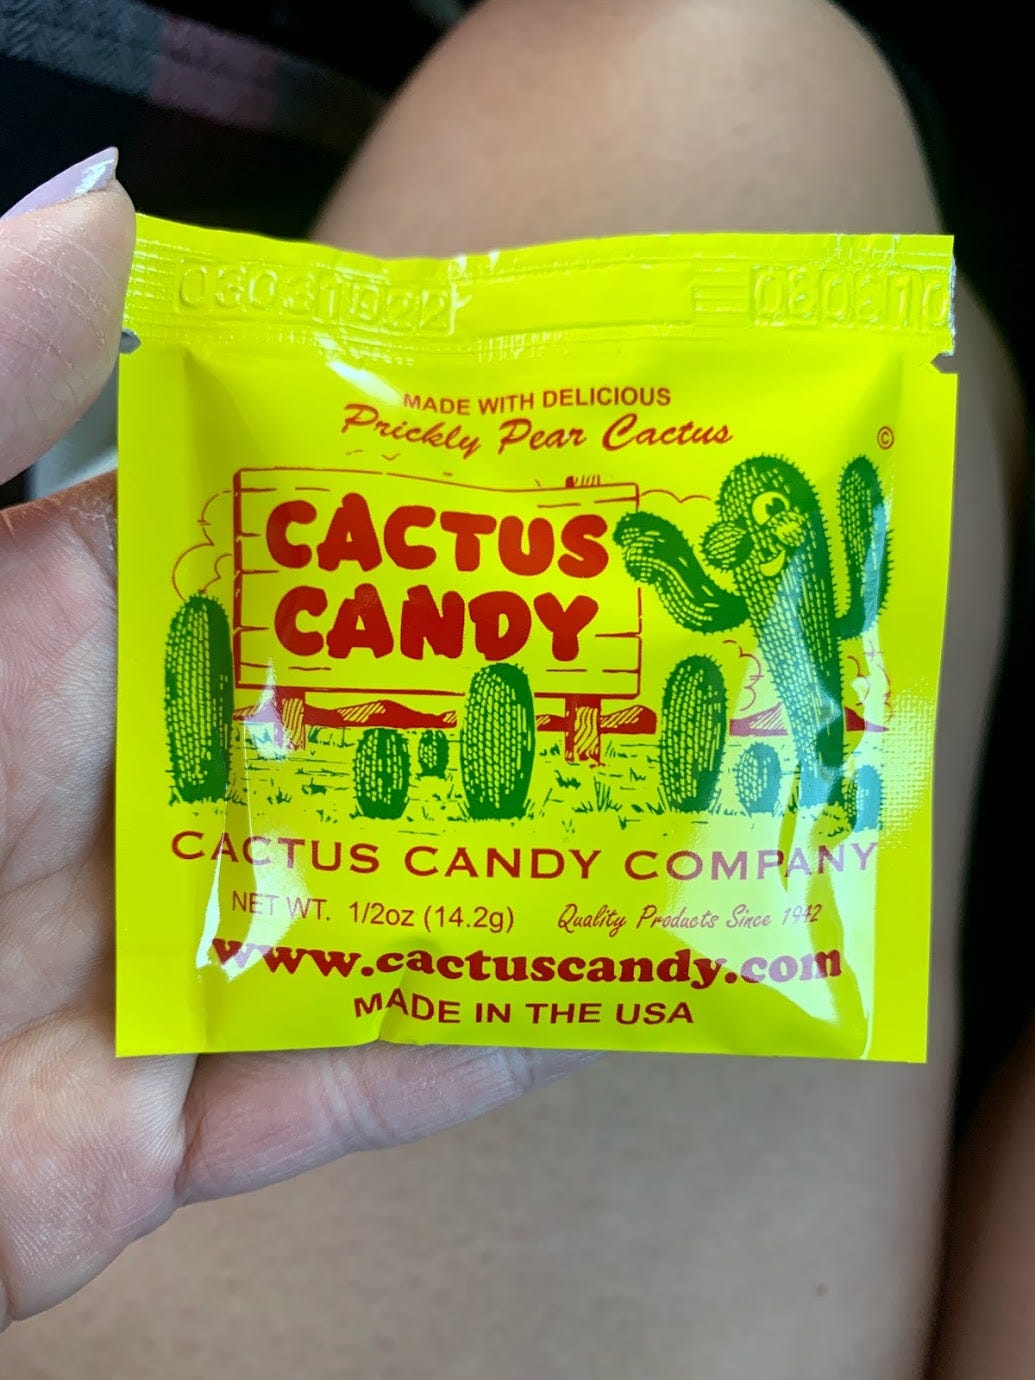 03031922
MADE WITH DELICIOUS
Prickly Pear Cactus
©
CACTUS
CANDY
CACTUS CANDY COMPANY
NET WT. 1/2oz (14.2g) Quality Products Since 1942
www.cactuscandy.com
MADE IN THE USA